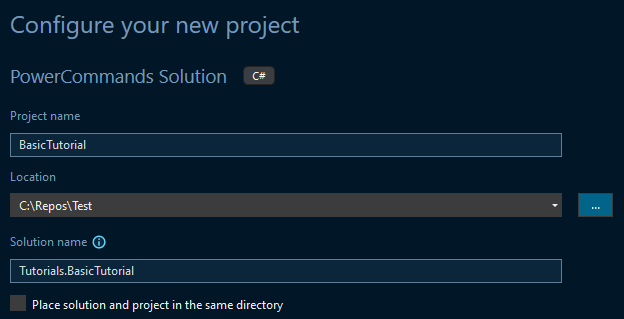 Configure your new project
PowerCommands Solution C#
Project name
BasicTutorial
Location
C:\Repos\Test ...
Solution name
Tutorials.BasicTutorial
Place solution and project in the same directory